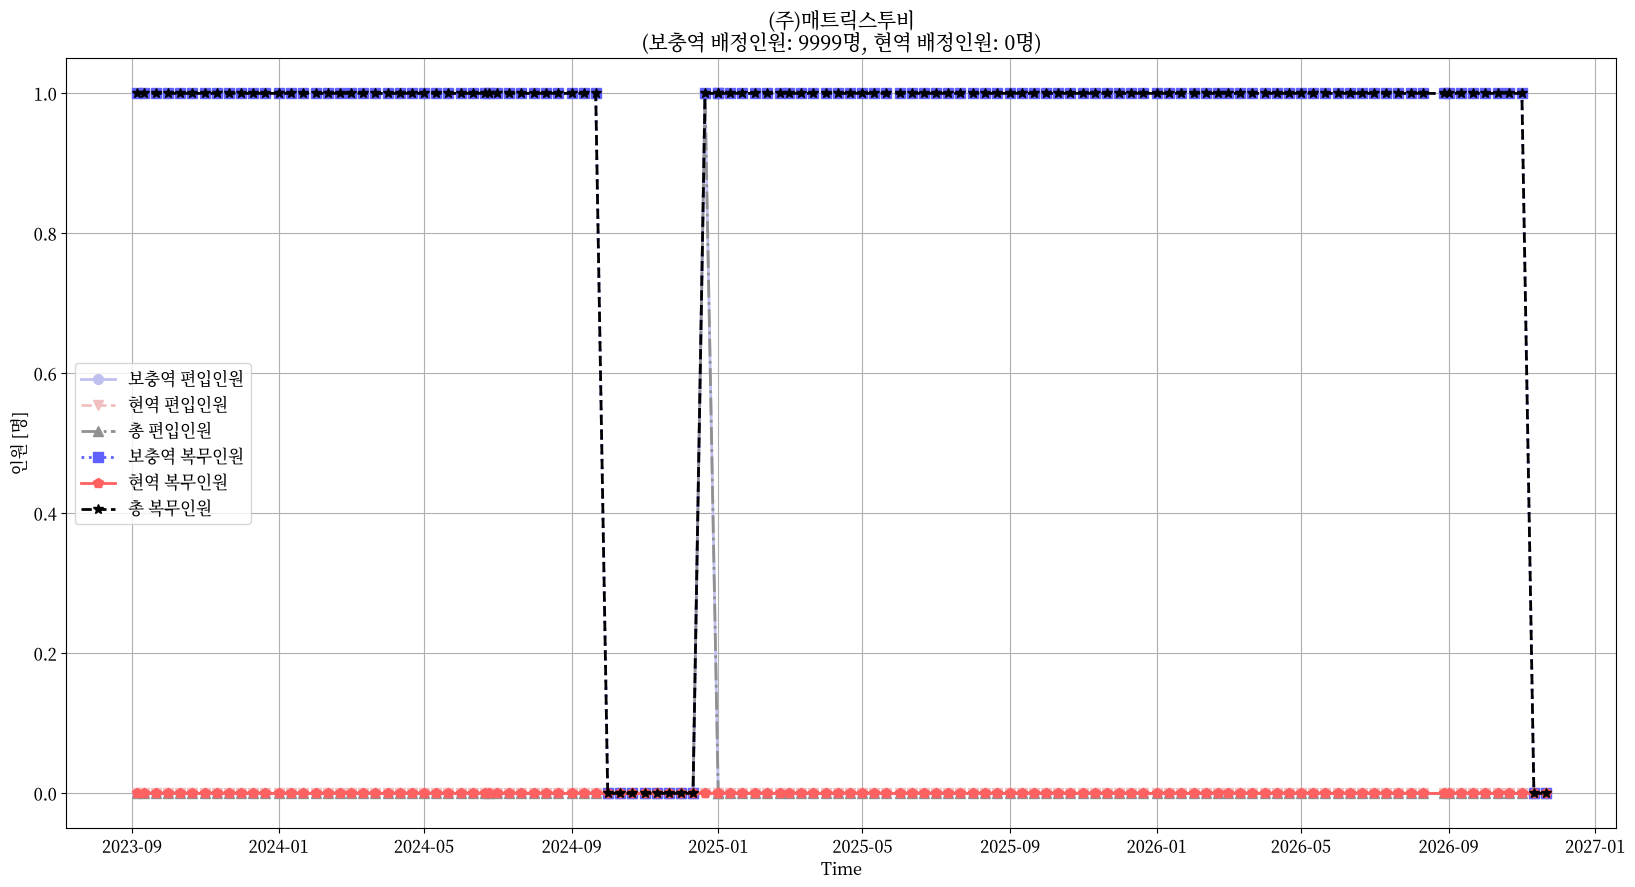 (주)매트릭스투비
(보충역 배정인원: 9999명, 현역 배정인원: 0명)
1.0
0.8
0.6
0.4
0.2
0.0
인원 [명]
보충역 편입인원
현역 편입인원
총 편입인원
보충역 복무인원
현역 복무인원
총 복무인원
2023-09 2024-01 2024-05 2024-09 2025-01 2025-05 2025-09 2026-01 2026-05 2026-09 2027-01
Time